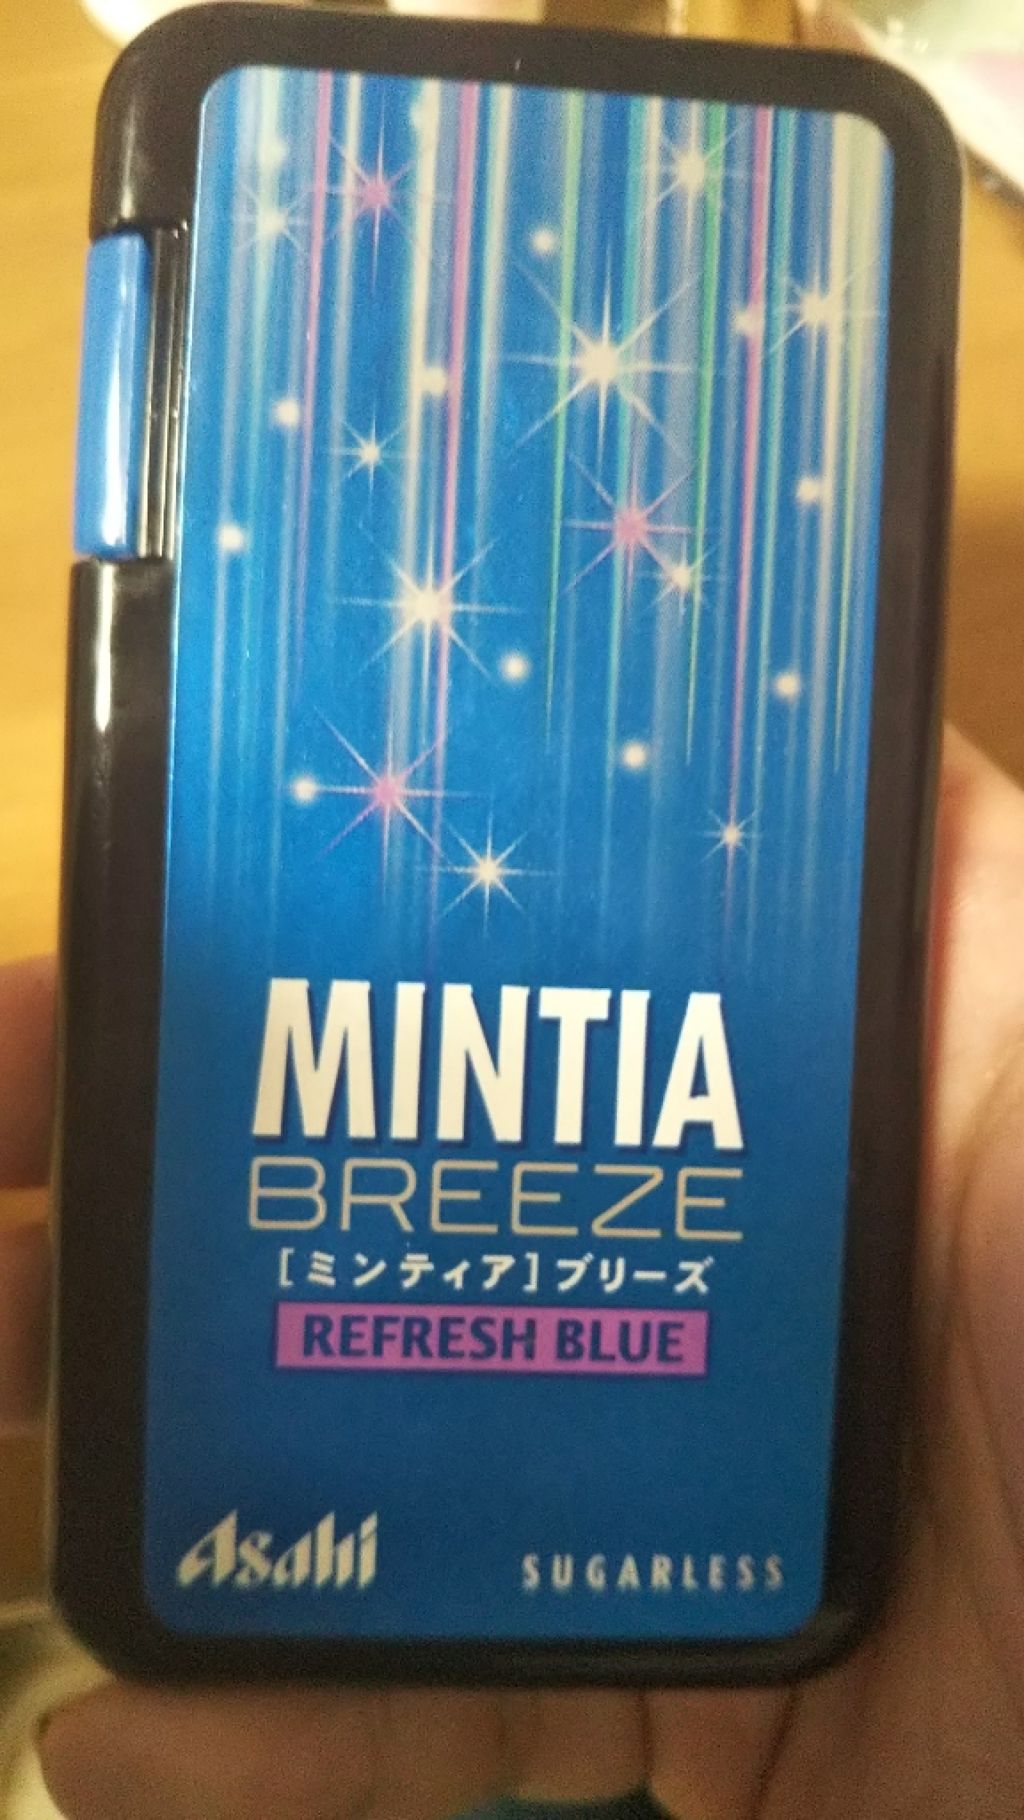 MINTIA
BREEZE
[ミンティア]ブリーズ
REFRESH BLUE
Asahi
SUGARLESS